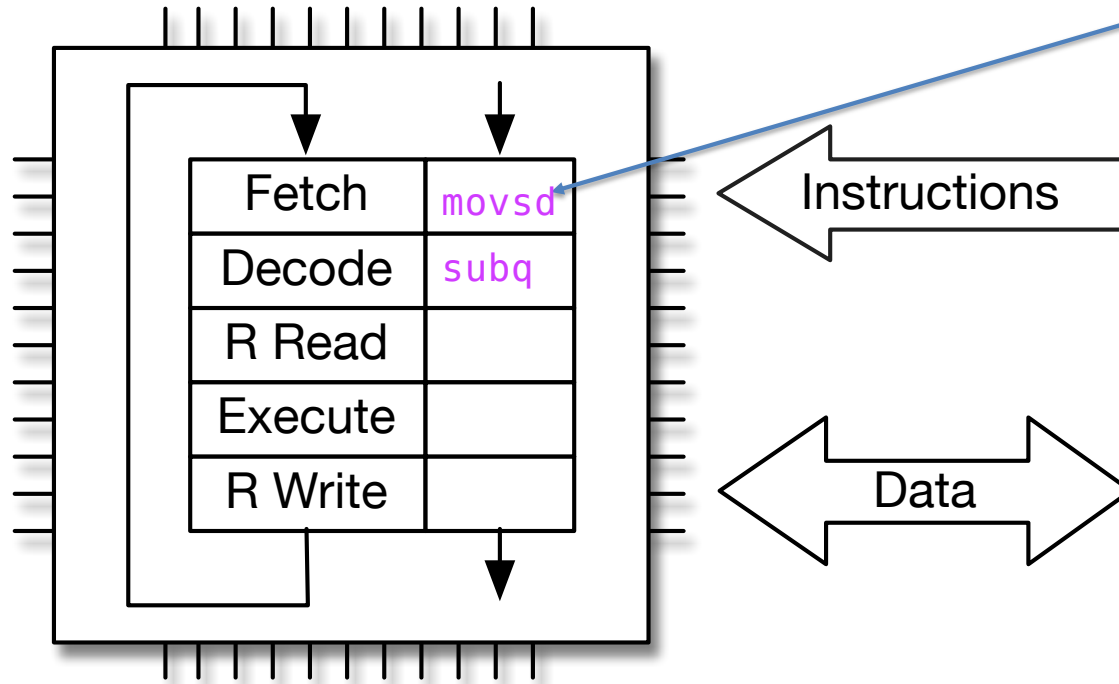 Fetch movsd
Decode subq
R Read
Execute
R Write
Instructions
Data